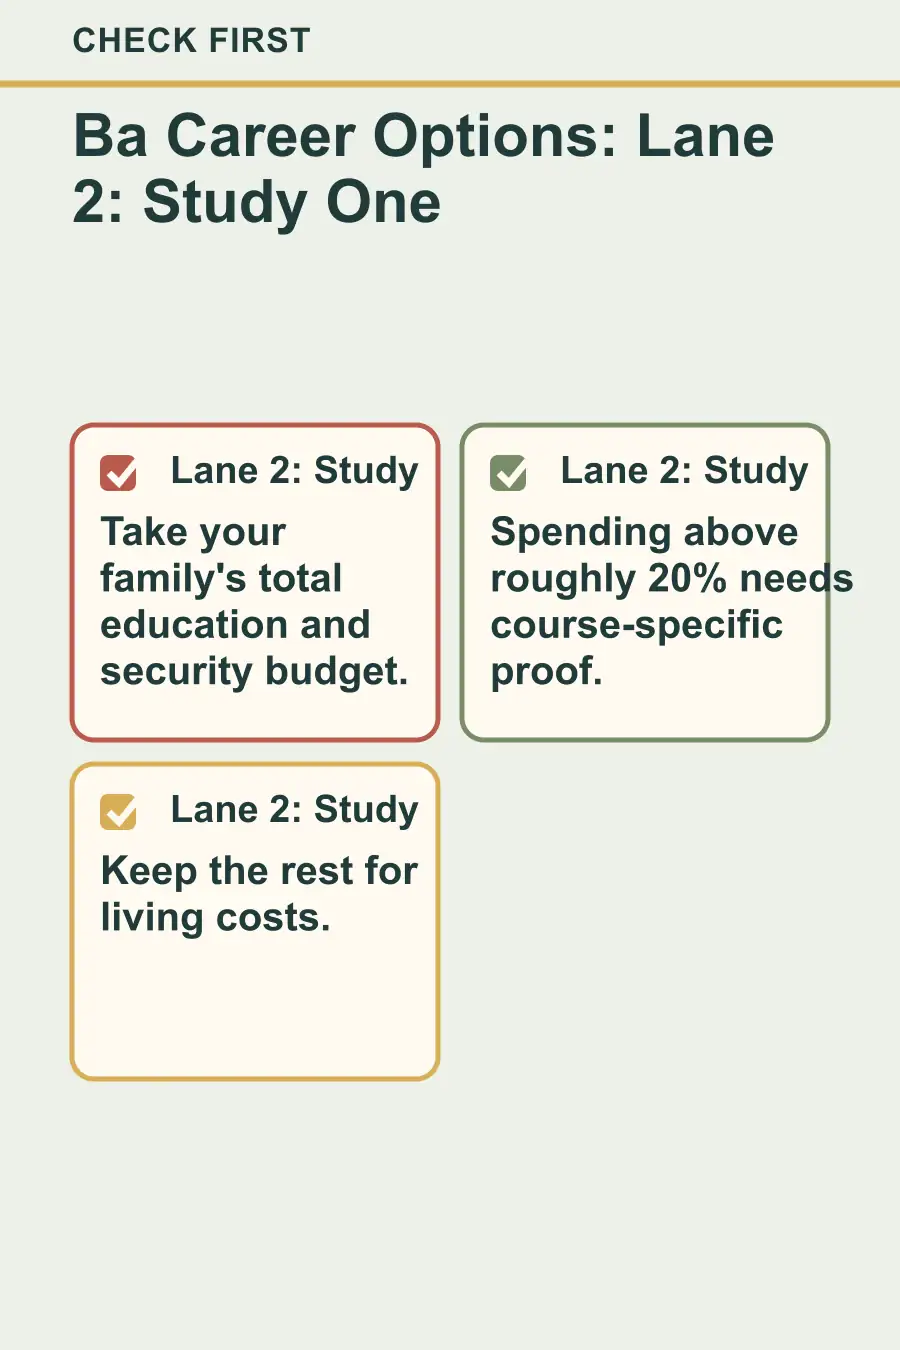 CHECK FIRST
Ba Career Options: Lane
2: Study One
Lane 2: Study
Take your
family's total
education and
security budget.
Lane 2: Study
Spending above
roughly 20% needs
course-specific
proof.
Lane 2: Study
Keep the rest for
living costs.